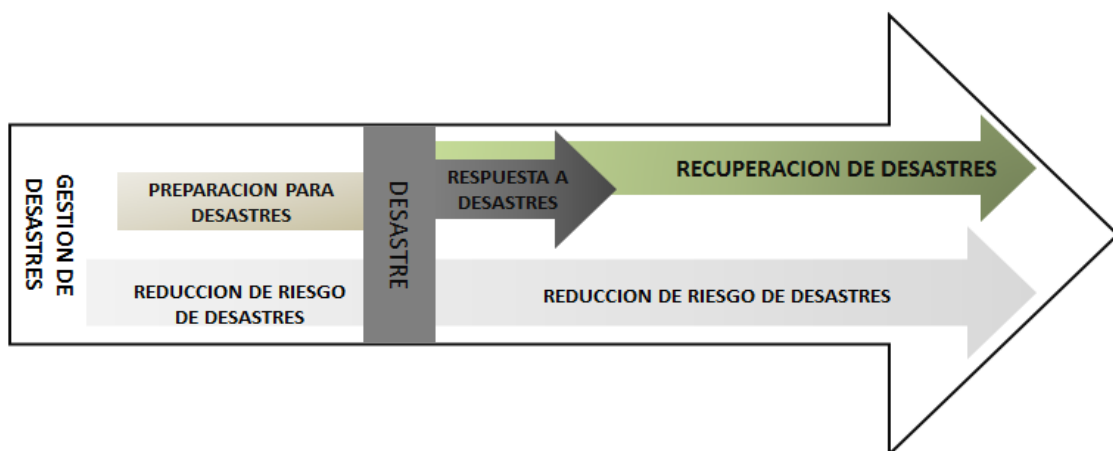 GESTION DE
DESASTRES
PREPARACION PARA
DESASTRES
REDUCCION DE RIESGO
DE DESASTRES
DESASTRE
RESPUESTA A
DESASTRES
RECUPERACION DE DESASTRES
REDUCCION DE RIESGO DE DESASTRES